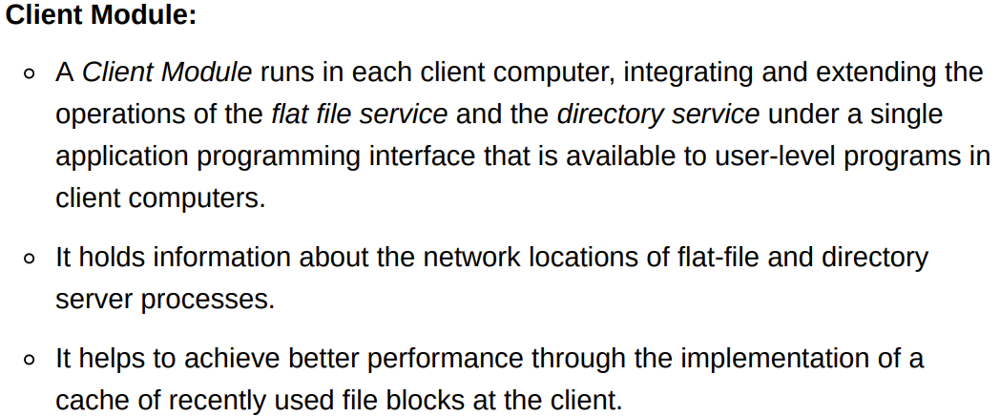 Client Module:
○ A Client Module runs in each client computer, integrating and extending the
operations of the flat file service and the directory service under a single
application programming interface that is available to user-level programs in
client computers.
○ It holds information about the network locations of flat-file and directory
server processes.
○ It helps to achieve better performance through the implementation of a
cache of recently used file blocks at the client.